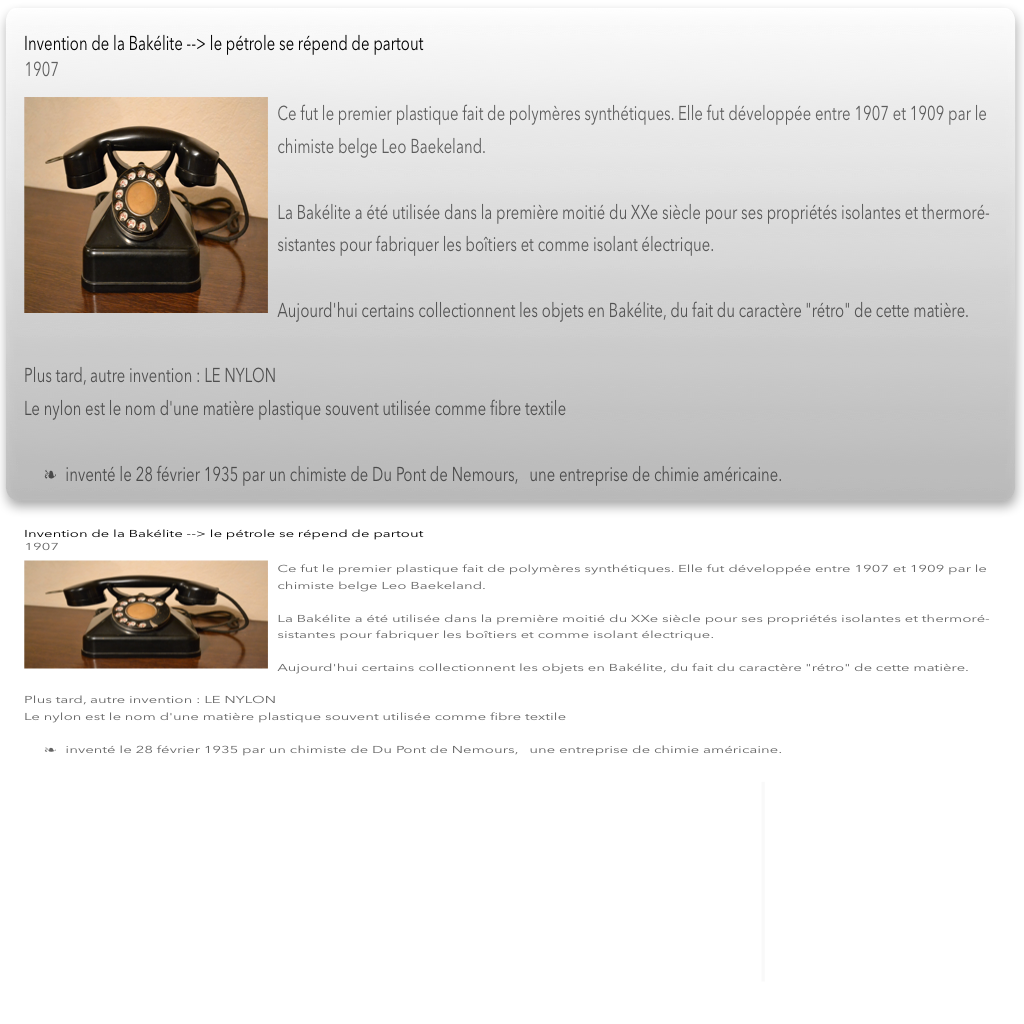 Invention de la Bakélite --> le pétrole se répend de partout
1907
Ce fut le premier plastique fait de polymères synthétiques. Elle fut développée entre 1907 et 1909 par le
chimiste belge Leo Baekeland.
La Bakélite a été utilisée dans la première moitié du XXe siècle pour ses propriétés isolantes et thermoré-
sistantes pour fabriquer les boîtiers et comme isolant électrique.
Aujourd'hui certains collectionnent les objets en Bakélite, du fait du caractère "rétro" de cette matière.
Plus tard, autre invention : LE NYLON
Le nylon est le nom d'une matière plastique souvent utilisée comme fibre textile
❧ inventé le 28 février 1935 par un chimiste de Du Pont de Nemours, une entreprise de chimie américaine.
Invention de la Bakélite --> le pétrole se répend de partout
1907
Ce fut le premier plastique fait de polymères synthétiques. Elle fut développée entre 1907 et 1909 par le
chimiste belge Leo Baekeland.
La Bakélite a été utilisée dans la première moitié du XXe siècle pour ses propriétés isolantes et thermoré-
sistantes pour fabriquer les boîtiers et comme isolant électrique.
Aujourd'hui certains collectionnent les objets en Bakélite, du fait du caractère "rétro" de cette matière.
Plus tard, autre invention : LE NYLON
Le nylon est le nom d'une matière plastique souvent utilisée comme fibre textile
❧ inventé le 28 février 1935 par un chimiste de Du Pont de Nemours, une entreprise de chimie américaine.